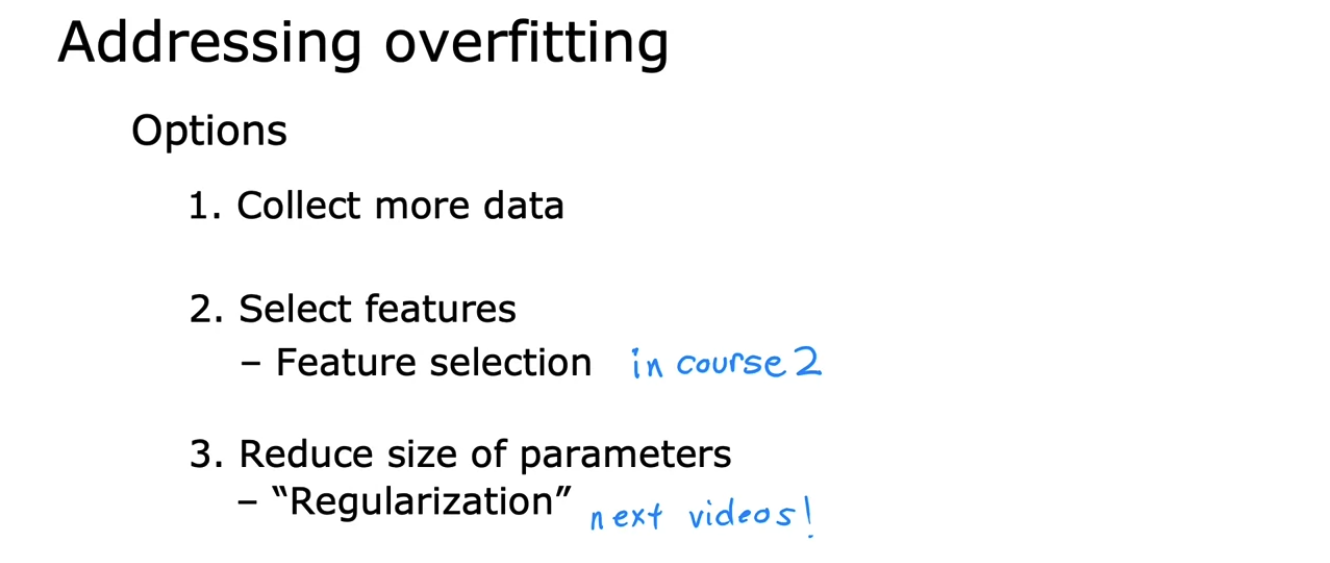 Addressing overfitting
Options
1. Collect more data
2. Select features
– Feature selection in course 2
3. Reduce size of parameters
– “Regularization” next videos!